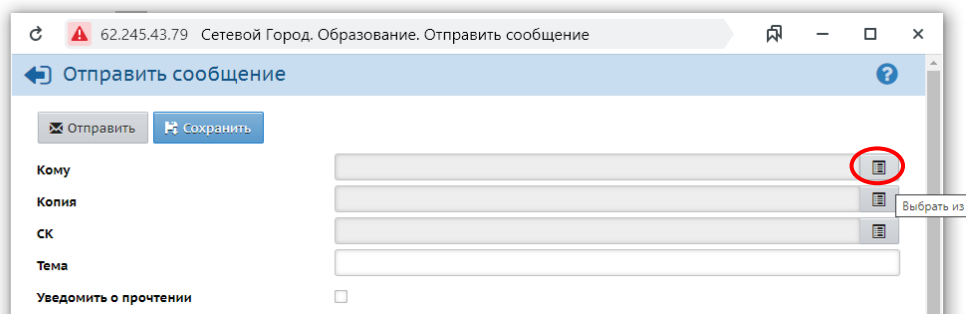 62.245.43.79 Сетевой Город. Образование. Отправить сообщение
Отправить сообщение
Отправить Сохранить
Кому
Выбрать из
Копия
СК
Тема
Уведомить о прочтении